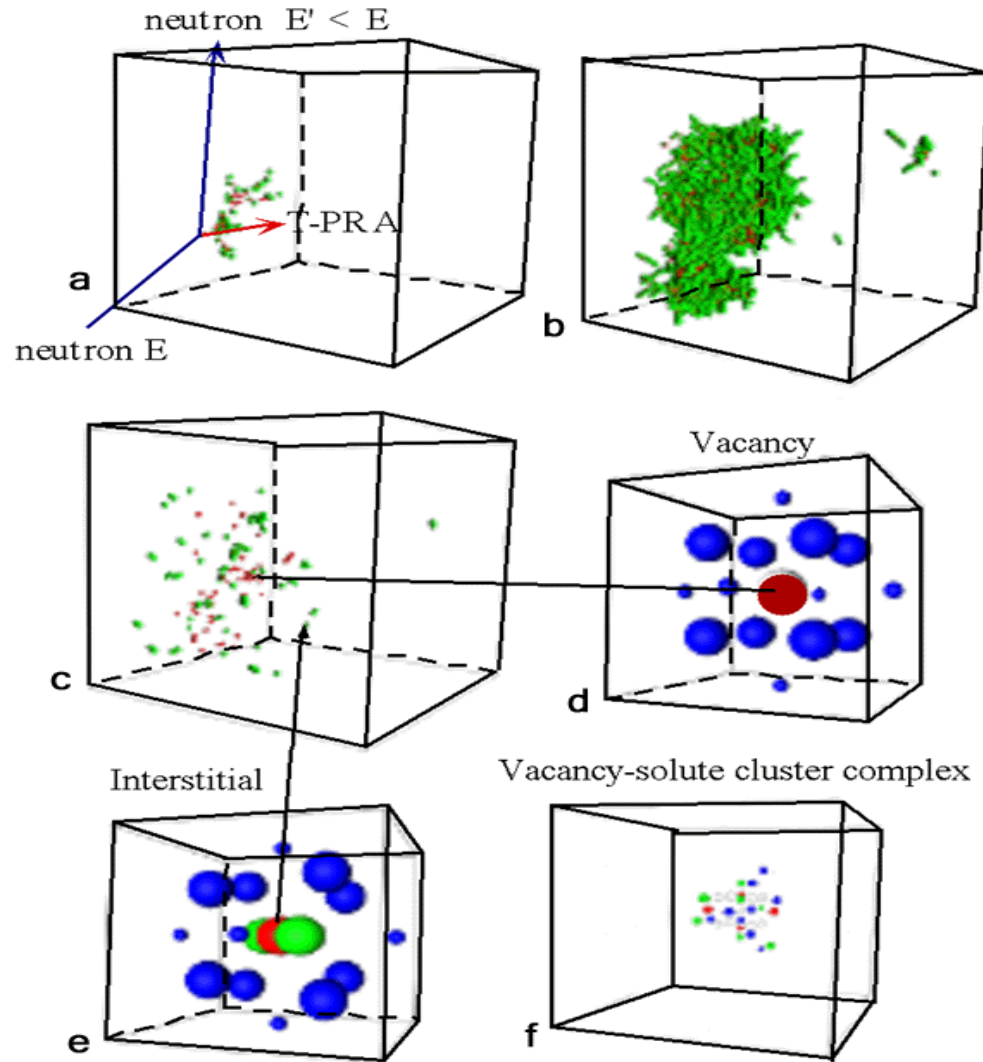 neutron E' < E
T-PRA
a
neutron E
b
c
Vacancy
d
Interstitial
e
Vacancy-solute cluster complex
f